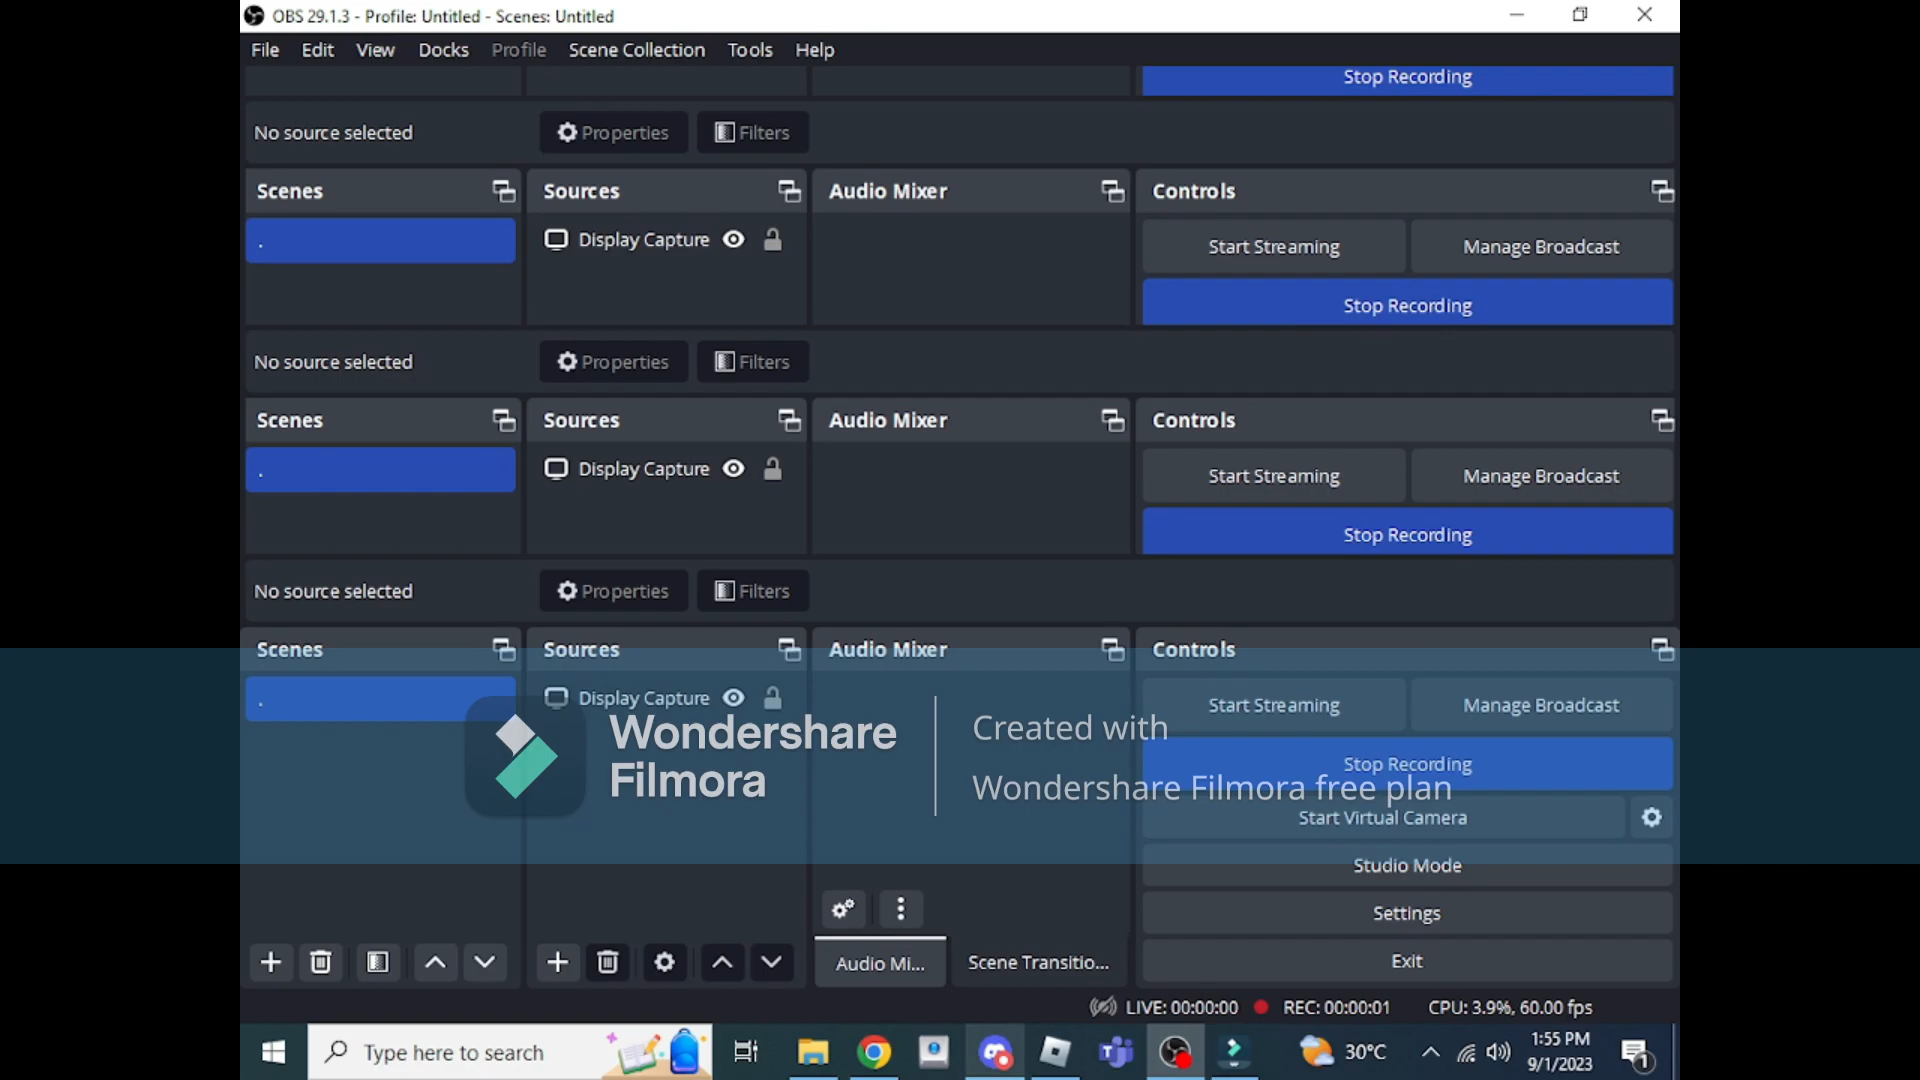 OBS 29.1.3 - Profile: Untitled - Scenes: Untitled
File Edit View Docks Profile Scene Collection Tools Help
Stop Recording
No source selected Properties Filters
Scenes Sources Audio Mixer Controls
. Display Capture Start Streaming Manage Broadcast
Stop Recording
No source selected Properties Filters
Scenes Sources Audio Mixer Controls
. Display Capture Start Streaming Manage Broadcast
Stop Recording
No source selected Properties Filters
Scenes Sources Audio Mixer Controls
. Display Capture Start Streaming Manage Broadcast
Wondershare
Filmora
Created with
Wondershare Filmora free plan
Stop Recording
Start Virtual Camera
Studio Mode
Settings
Audio Mi... Scene Transitio... Exit
LIVE: 00:00:00 REC: 00:00:01 CPU: 3.9%, 60.00 fps
Type here to search 30°C 1:55 PM
9/1/2023 1